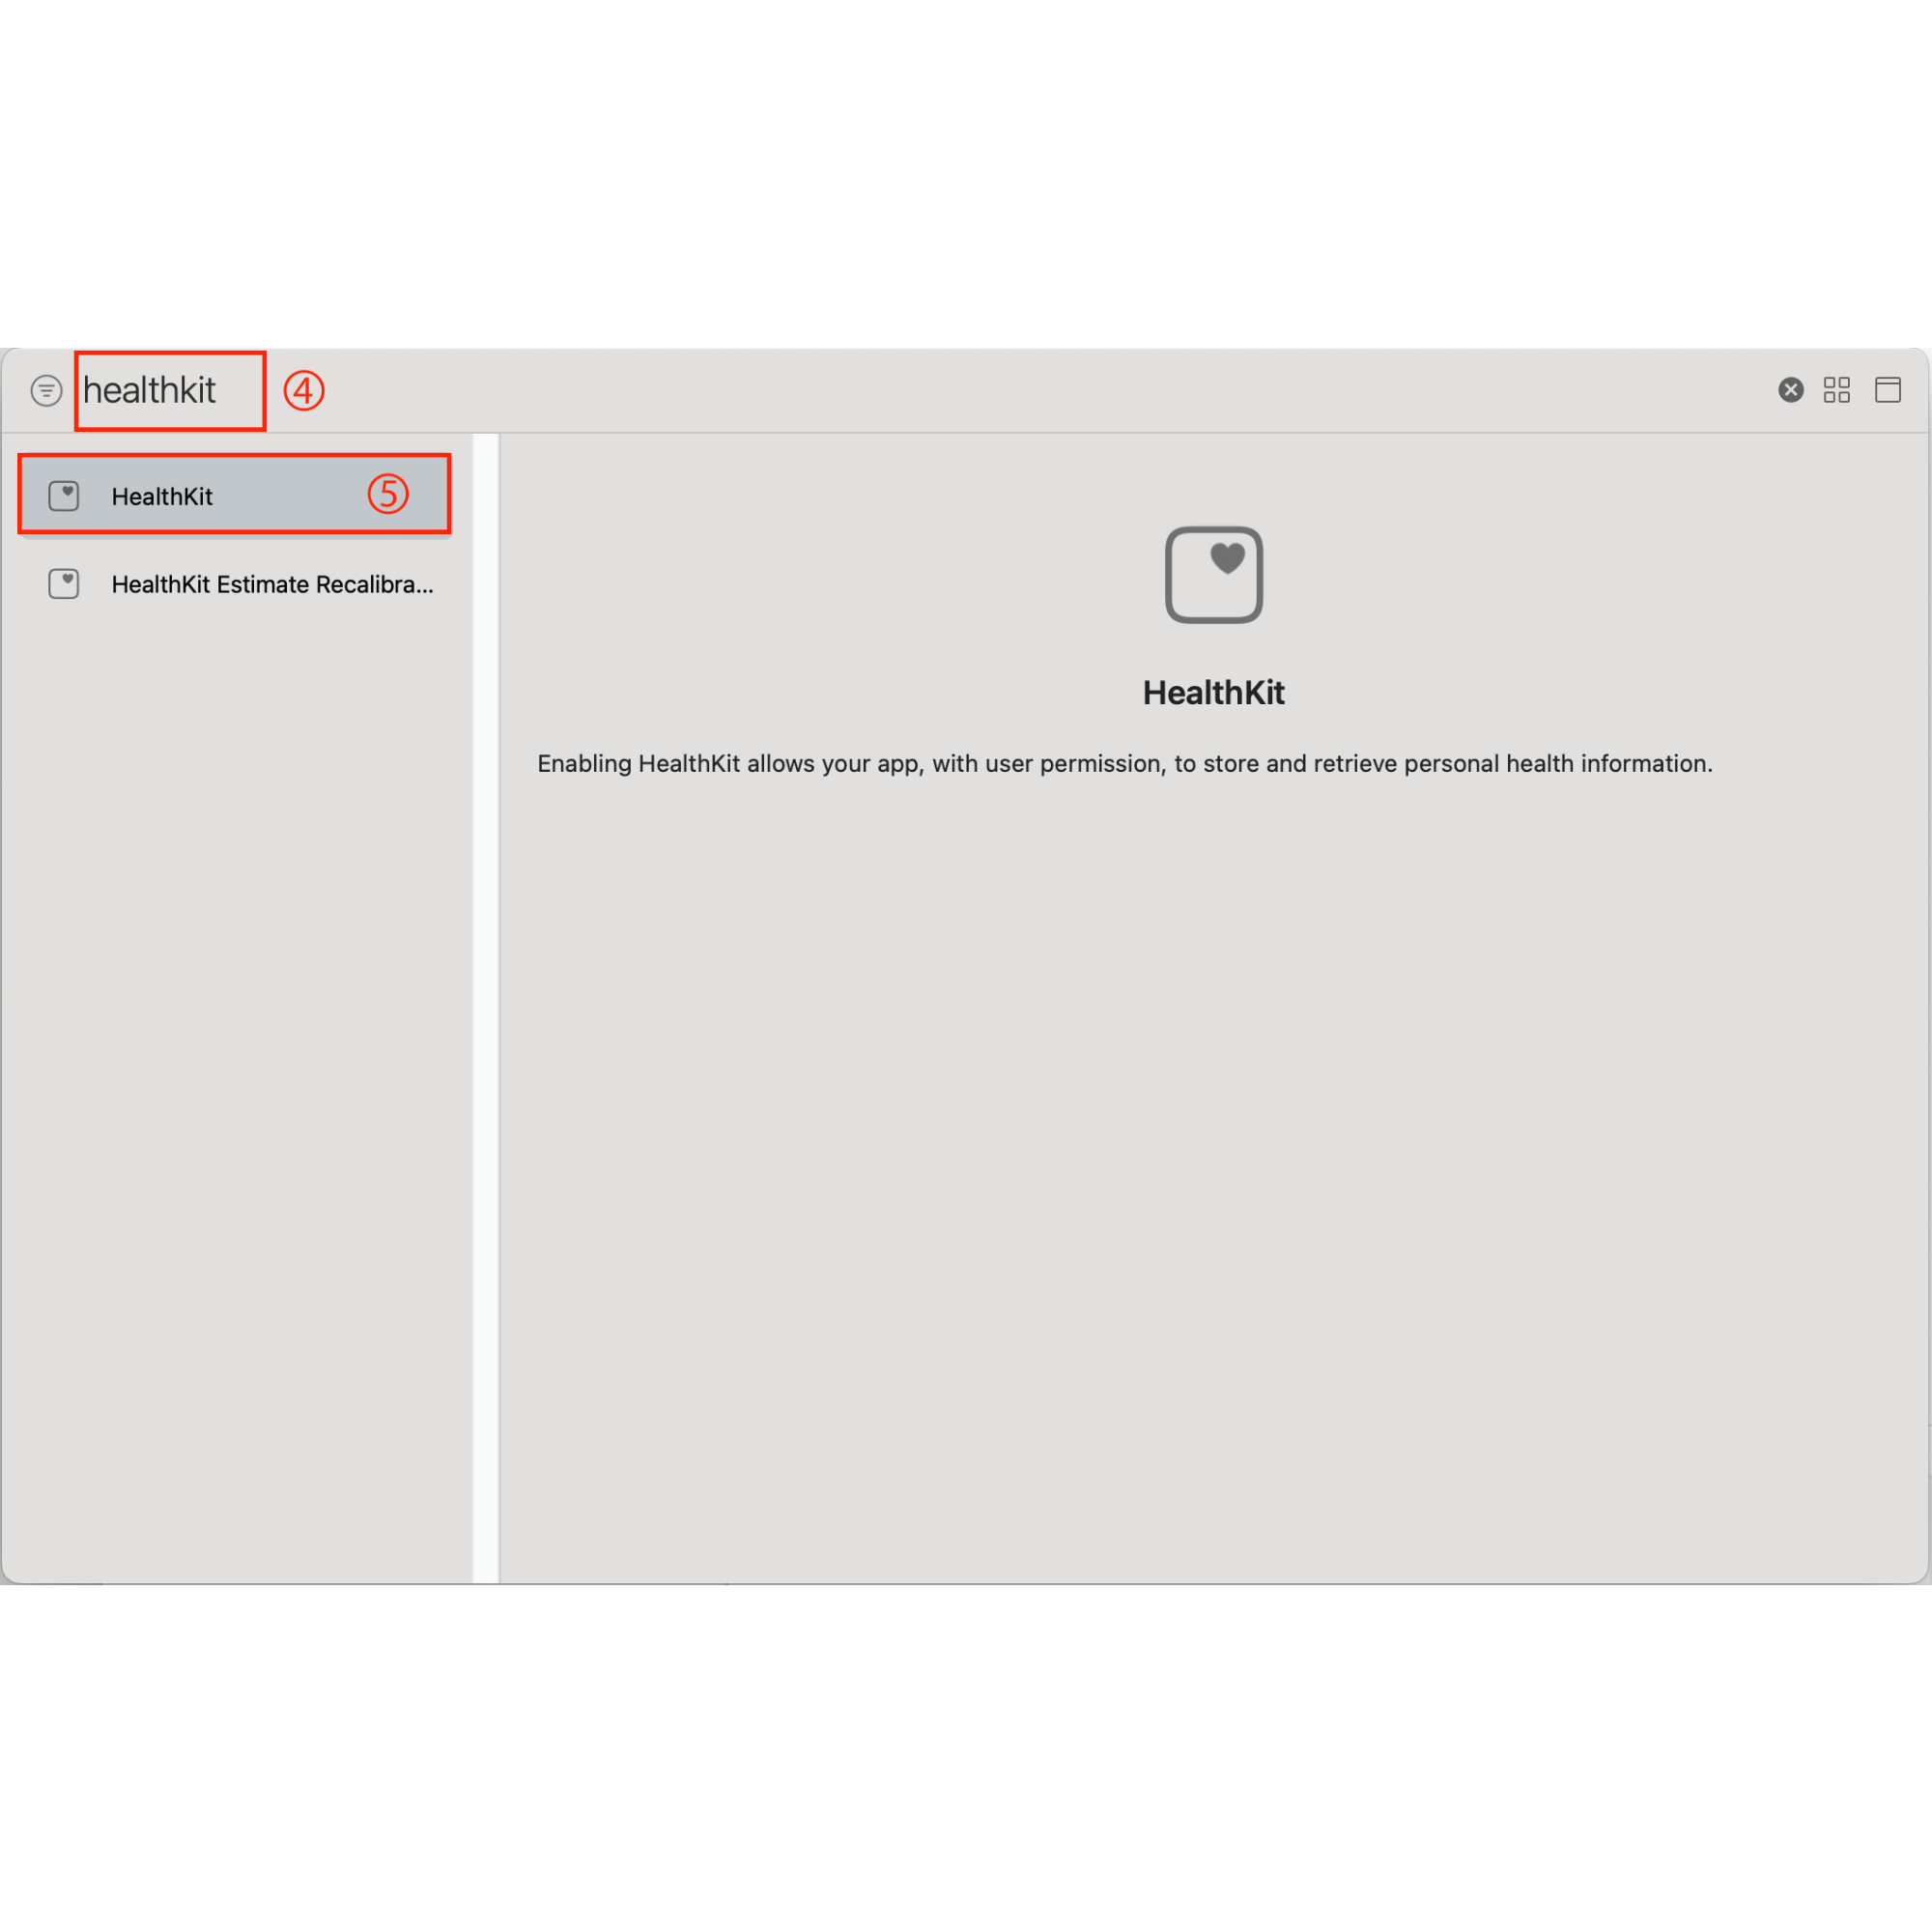 healthkit ④
HealthKit ⑤
HealthKit Estimate Recalibra...
HealthKit
Enabling HealthKit allows your app, with user permission, to store and retrieve personal health information.